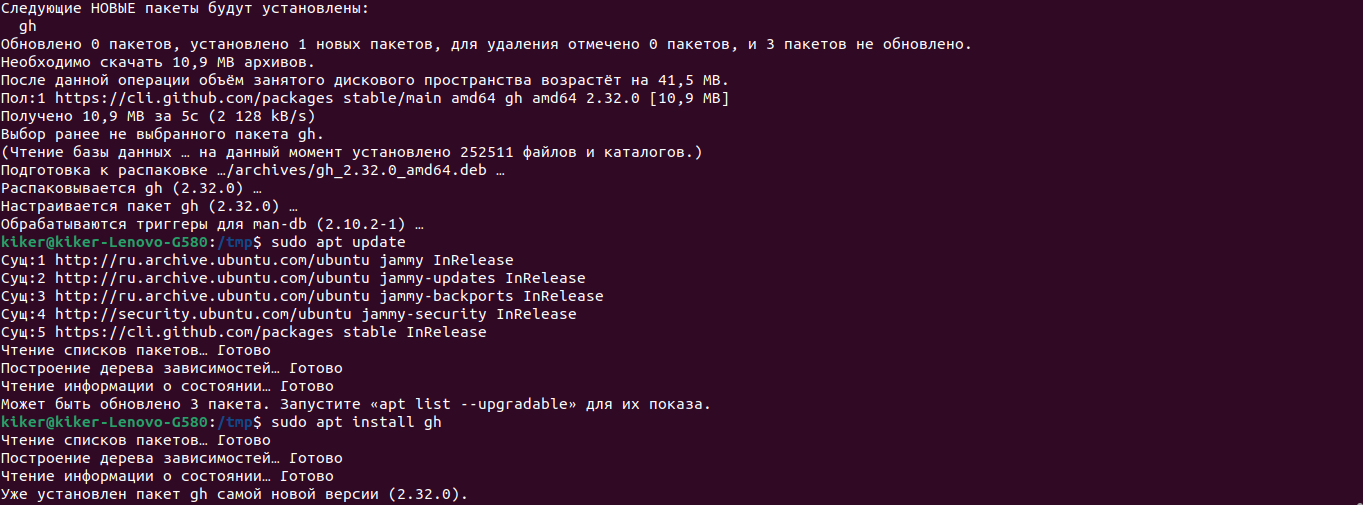 Следующие НОВЫЕ пакеты будут установлены:
  gh
Обновлено 0 пакетов, установлено 1 новых пакетов, для удаления отмечено 0 пакетов, и 3 пакетов не обновлено.
Необходимо скачать 10,9 MB архивов.
После данной операции объём занятого дискового пространства возрастёт на 41,5 MB.
Пол:1 https://cli.github.com/packages stable/main amd64 gh amd64 2.32.0 [10,9 MB]
Получено 10,9 MB за 5с (2 128 kB/s)
Выбор ранее не выбранного пакета gh.
(Чтение базы данных … на данный момент установлено 252511 файлов и каталогов.)
Подготовка к распаковке …/archives/gh_2.32.0_amd64.deb …
Распаковывается gh (2.32.0) …
Настраивается пакет gh (2.32.0) …
Обрабатываются триггеры для man-db (2.10.2-1) …
kiker@kiker-Lenovo-G580:/tmp$ sudo apt update
Сущ:1 http://ru.archive.ubuntu.com/ubuntu jammy InRelease
Сущ:2 http://ru.archive.ubuntu.com/ubuntu jammy-updates InRelease
Сущ:3 http://ru.archive.ubuntu.com/ubuntu jammy-backports InRelease
Сущ:4 http://security.ubuntu.com/ubuntu jammy-security InRelease
Сущ:5 https://cli.github.com/packages stable InRelease
Чтение списков пакетов… Готово
Построение дерева зависимостей… Готово
Чтение информации о состоянии… Готово
Может быть обновлено 3 пакета. Запустите «apt list --upgradable» для их показа.
kiker@kiker-Lenovo-G580:/tmp$ sudo apt install gh
Чтение списков пакетов… Готово
Построение дерева зависимостей… Готово
Чтение информации о состоянии… Готово
Уже установлен пакет gh самой новой версии (2.32.0).